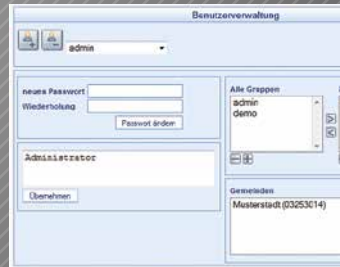 Benutzerverwaltung
admin
neues Passwort
Wiederholung
Passwort ändern
Administrator
Übernehmen
Alle Gruppen
admin
demo
Gemeinden
Musterstadt (03253014)